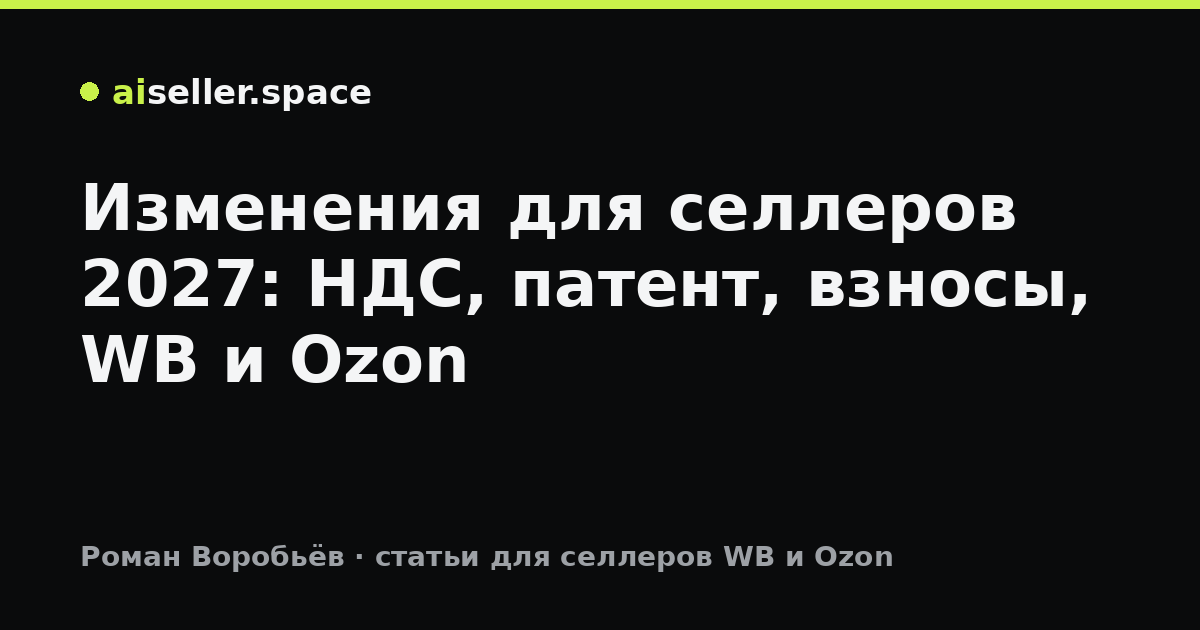 aiseller.space
Изменения для селлеров
2027: НДС, патент, взносы,
WB и Ozon
Роман Воробьёв · статьи для селлеров WB и Ozon